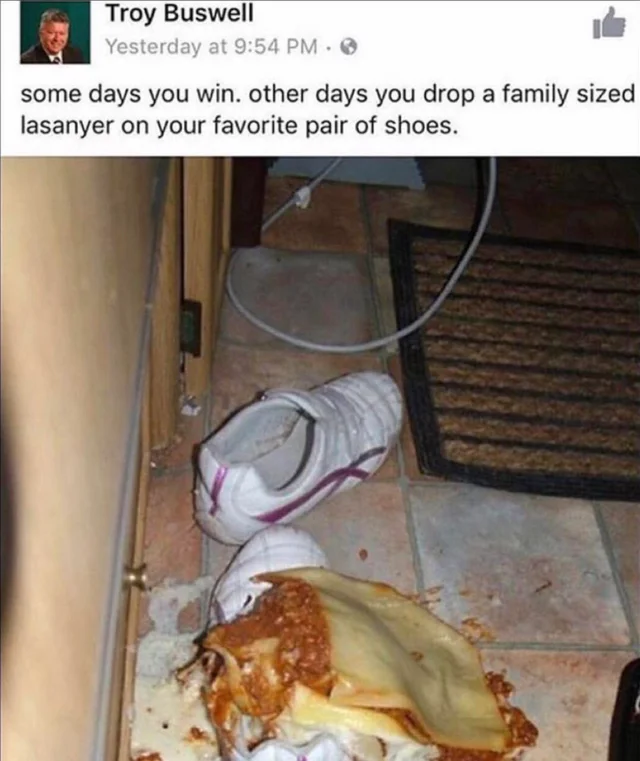 Troy Buswell
Yesterday at 9:54 PM ·
some days you win. other days you drop a family sized
lasanyer on your favorite pair of shoes.